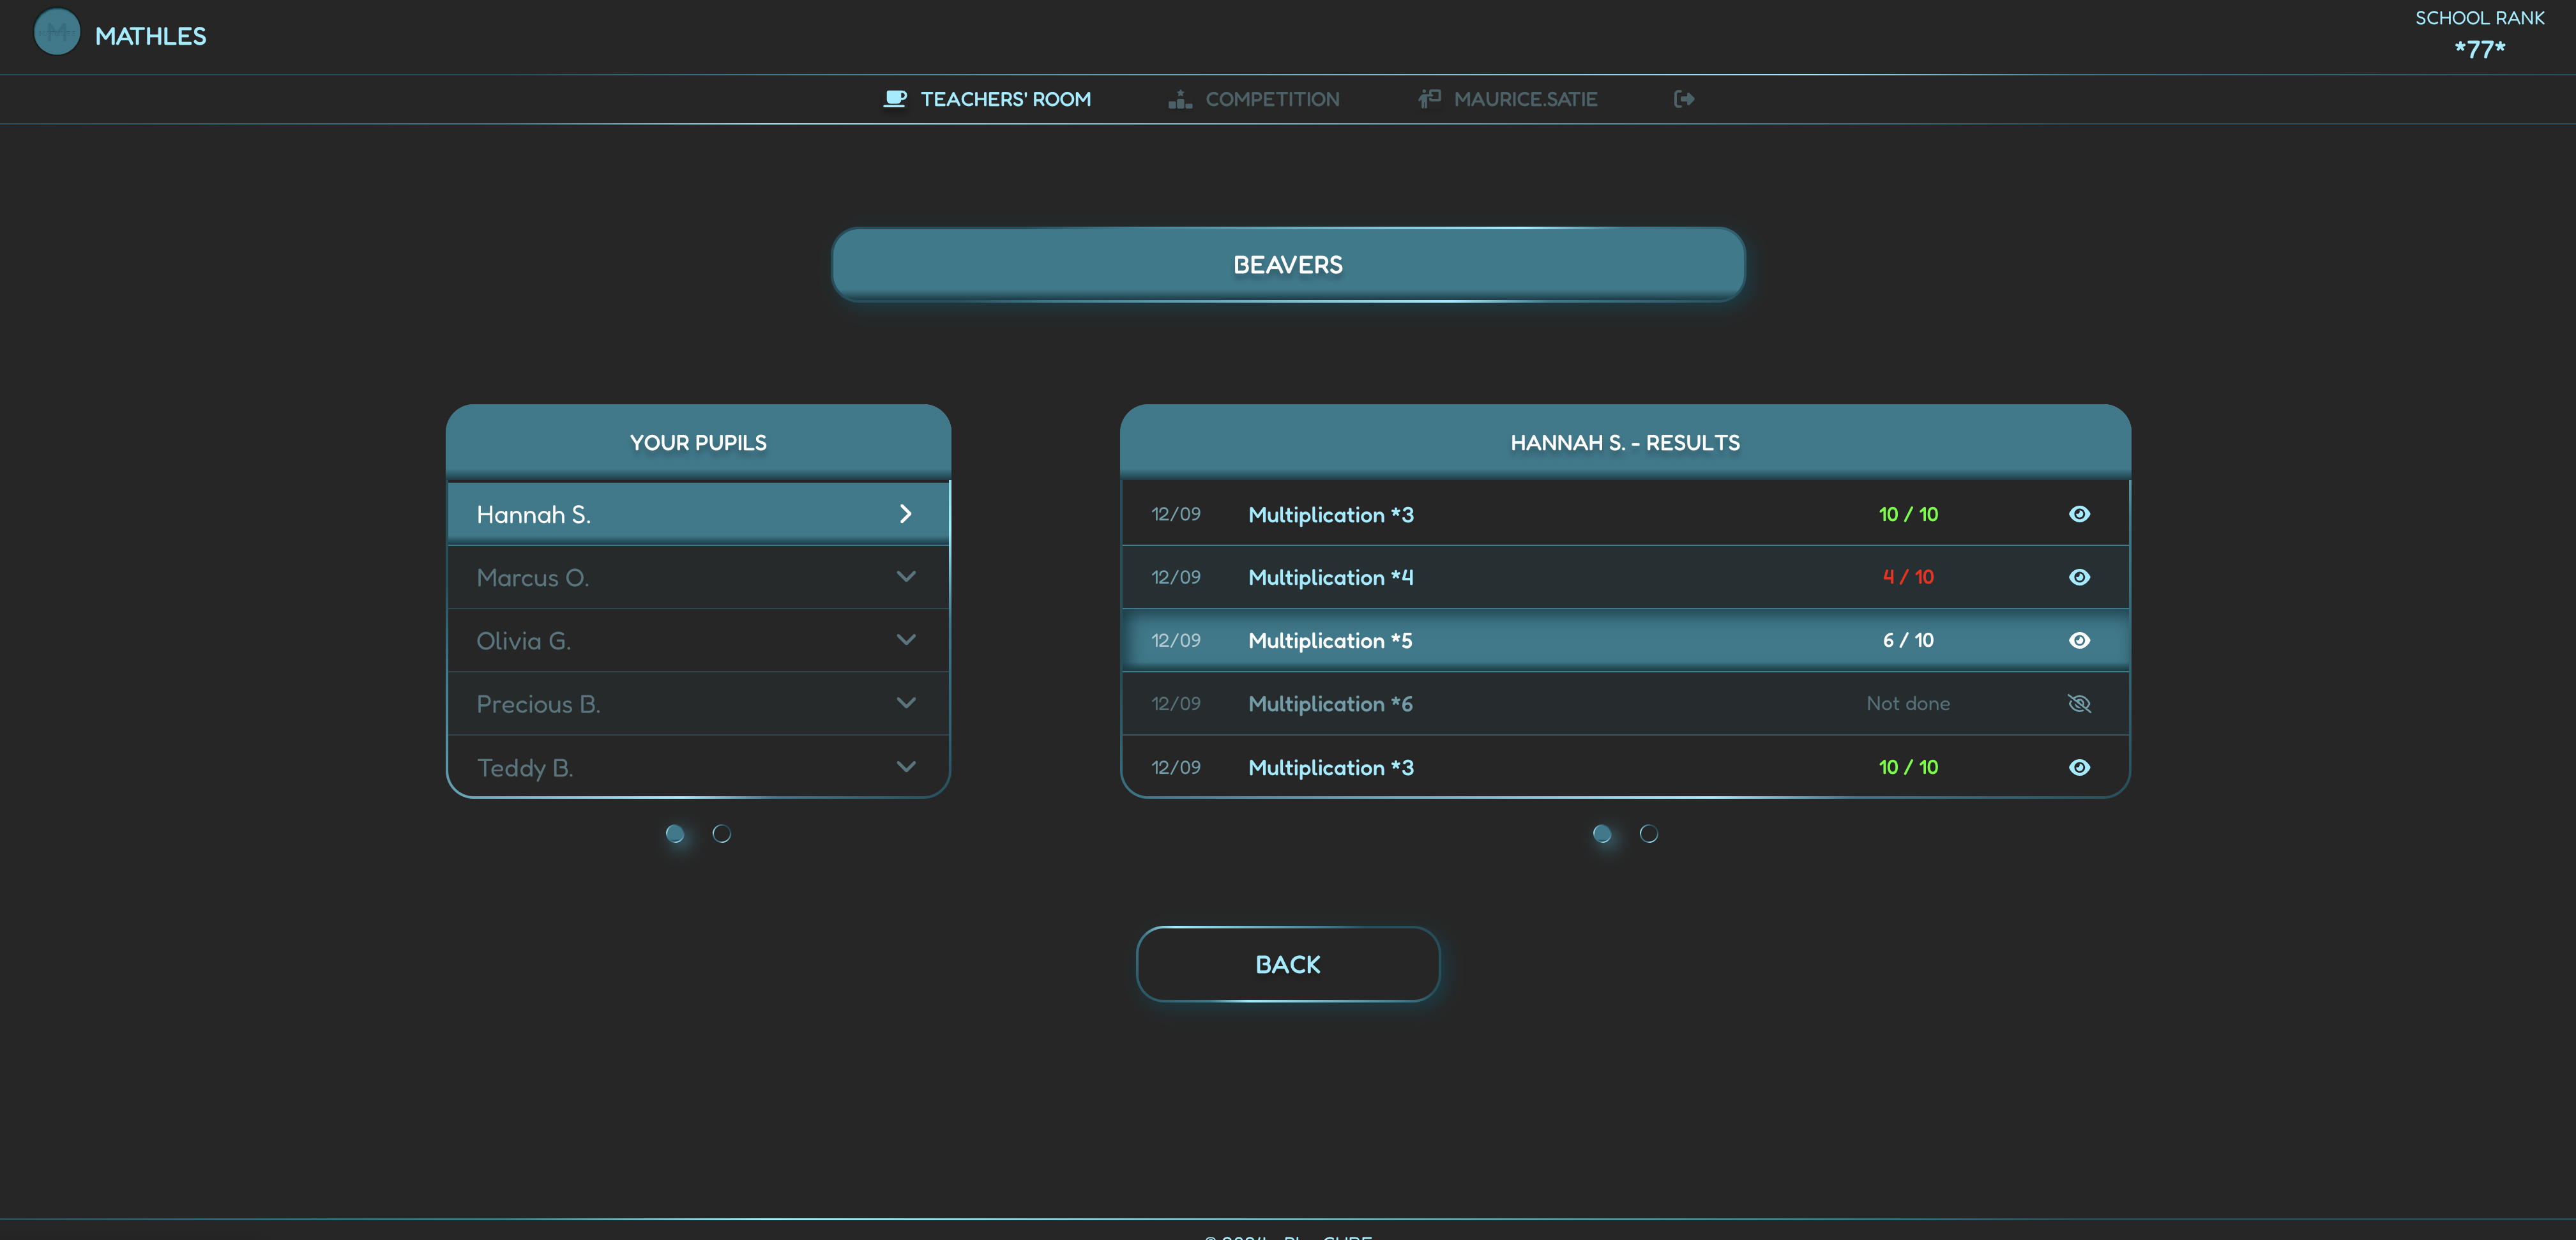 MATHLES
SCHOOL RANK
*77*
TEACHERS' ROOM
COMPETITION
MAURICE.SATIE
BEAVERS
YOUR PUPILS
Hannah S.
Marcus O.
Olivia G.
Precious B.
Teddy B.
HANNAH S. - RESULTS
12/09 Multiplication *3 10 / 10
12/09 Multiplication *4 4 / 10
12/09 Multiplication *5 6 / 10
12/09 Multiplication *6 Not done
12/09 Multiplication *3 10 / 10
BACK